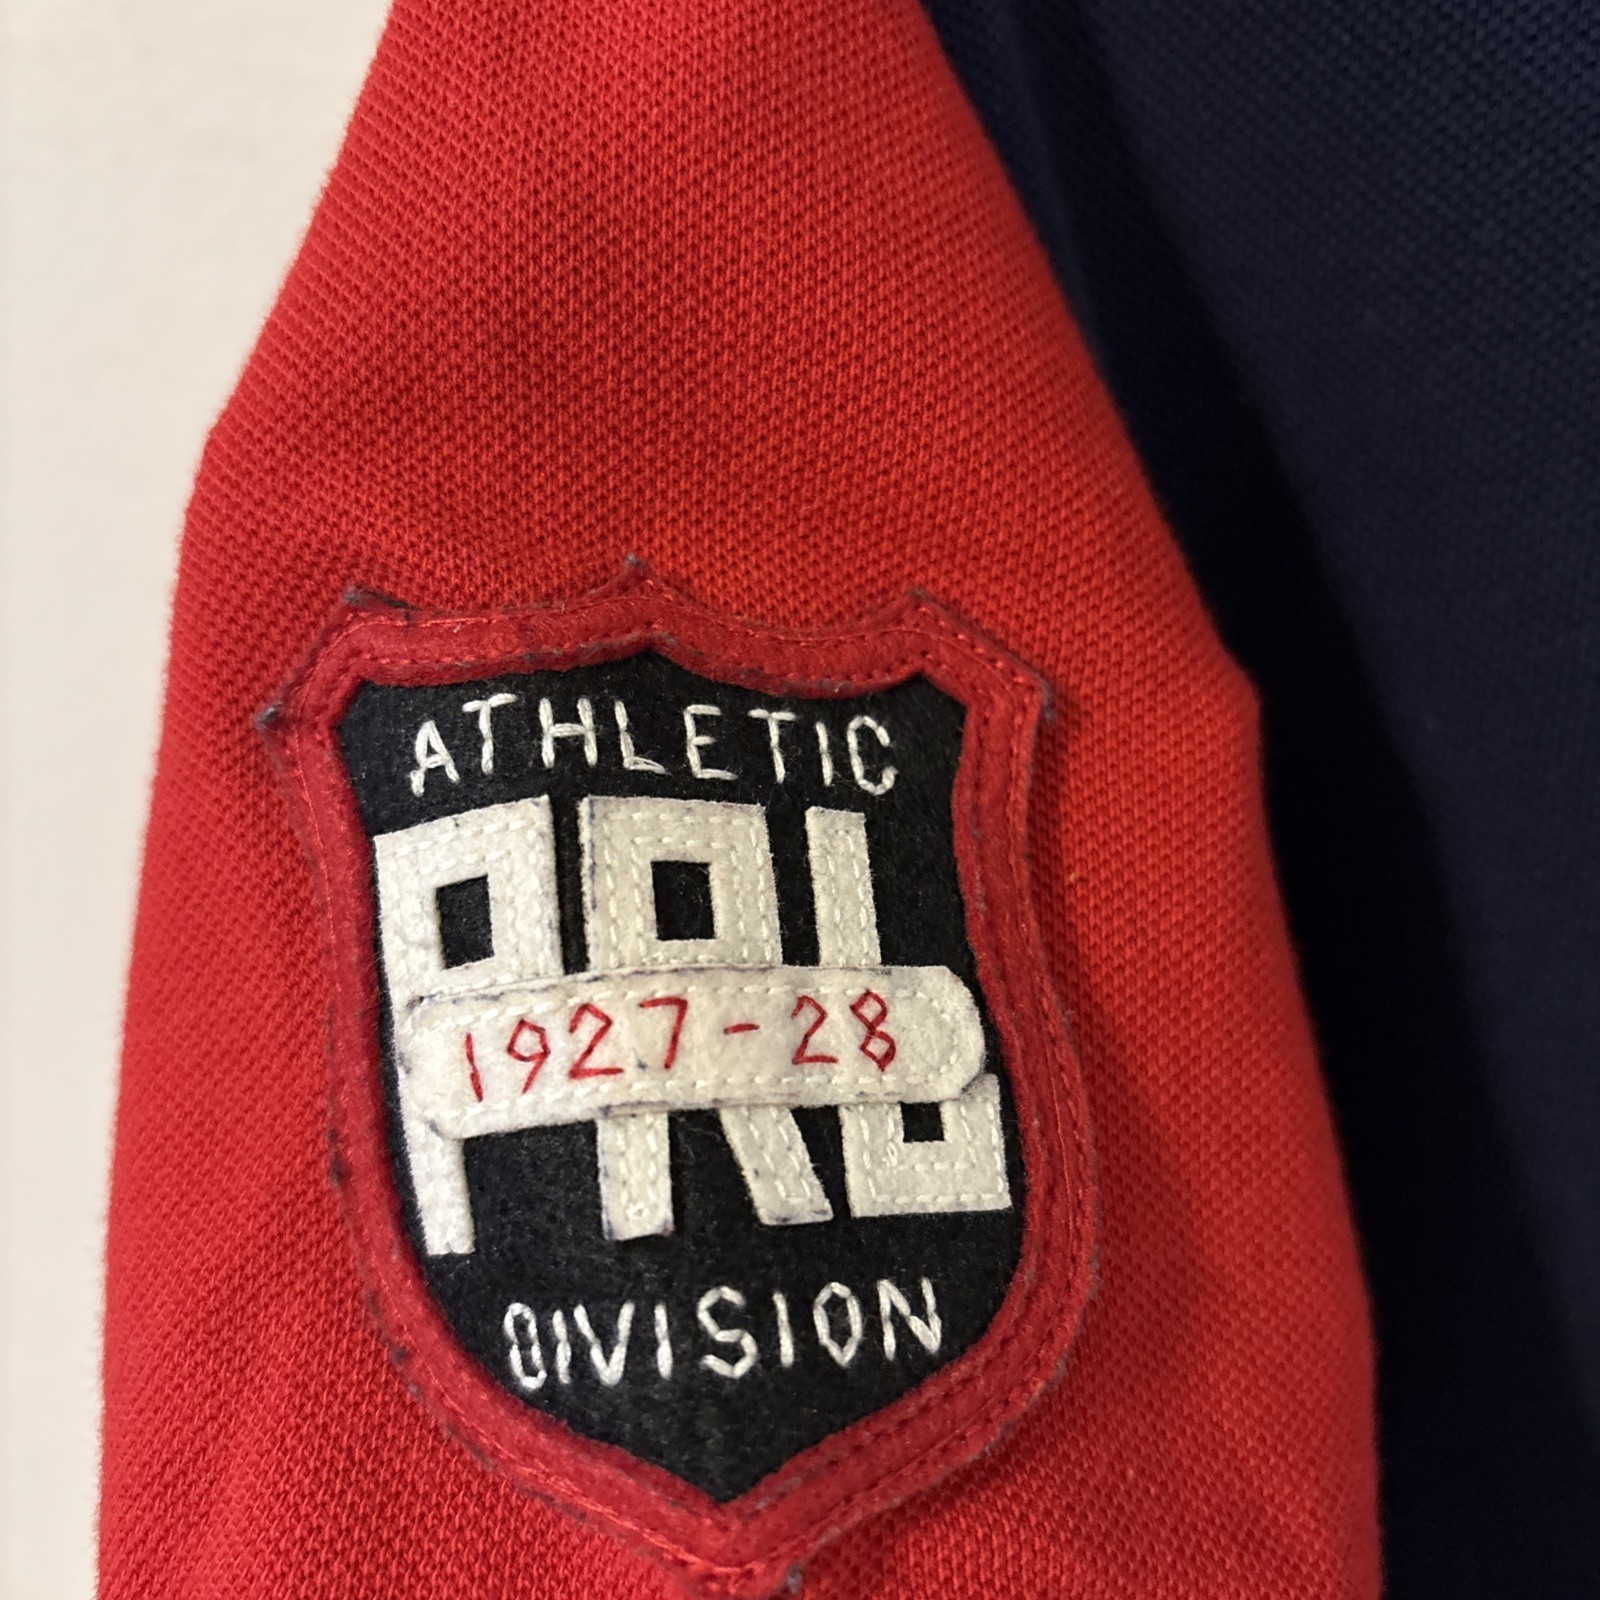 ATHLETIC
PRL
1927-28
DIVISION